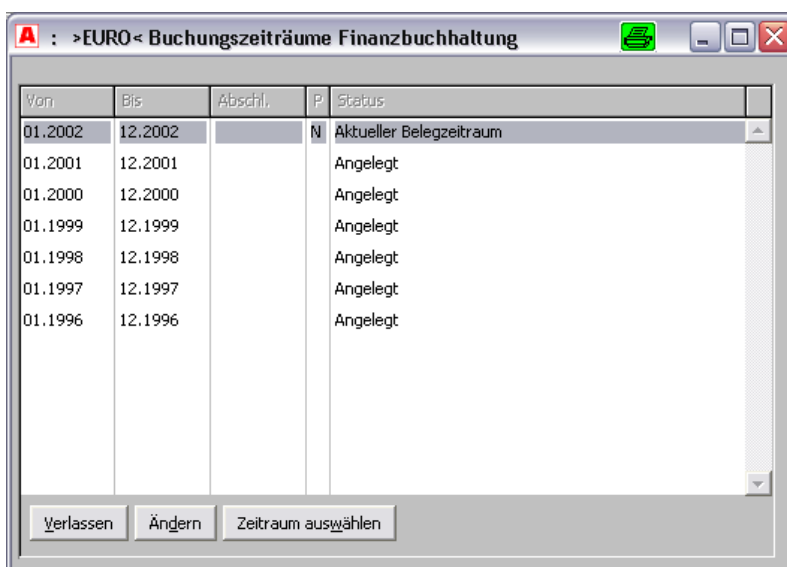 A : >EURO< Buchungszeiträume Finanzbuchhaltung
Von Bis Abschl. P Status
01.2002 12.2002 N Aktueller Belegzeitraum
01.2001 12.2001 Angelegt
01.2000 12.2000 Angelegt
01.1999 12.1999 Angelegt
01.1998 12.1998 Angelegt
01.1997 12.1997 Angelegt
01.1996 12.1996 Angelegt
Verlassen Ändern Zeitraum auswählen